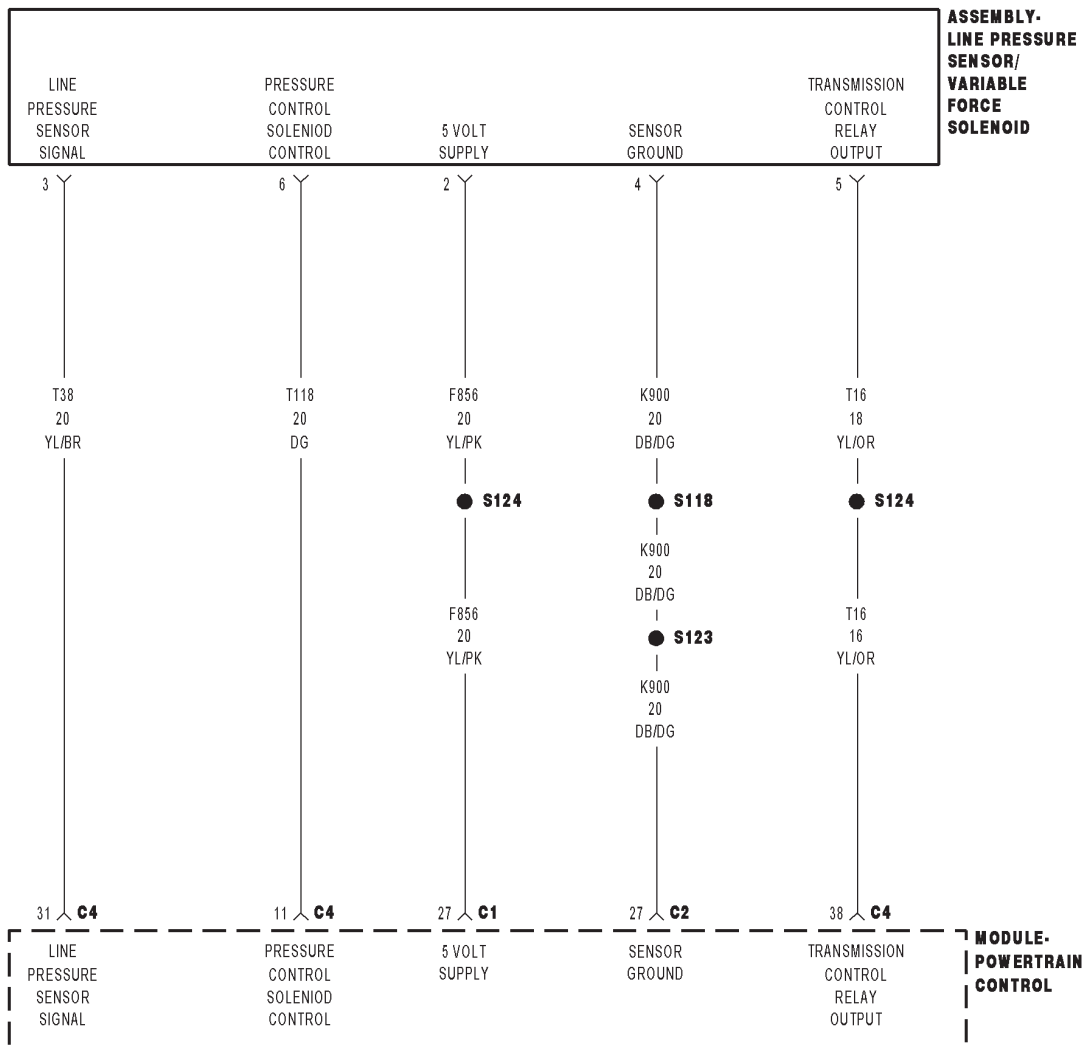 ASSEMBLY-
LINE PRESSURE
SENSOR/
VARIABLE
FORCE
SOLENOID
LINE
PRESSURE
SENSOR
SIGNAL
PRESSURE
CONTROL
SOLENIOD
CONTROL
5 VOLT
SUPPLY
SENSOR
GROUND
TRANSMISSION
CONTROL
RELAY
OUTPUT
3
6
2
4
5
T38
20
YL/BR
T118
20
DG
F856
20
YL/PK
K900
20
DB/DG
T16
18
YL/OR
S124
S118
S124
K900
20
DB/DG
F856
20
YL/PK
S123
T16
16
YL/OR
K900
20
DB/DG
31 C4
11 C4
27 C1
27 C2
38 C4
LINE
PRESSURE
SENSOR
SIGNAL
PRESSURE
CONTROL
SOLENIOD
CONTROL
5 VOLT
SUPPLY
SENSOR
GROUND
TRANSMISSION
CONTROL
RELAY
OUTPUT
MODULE-
POWERTRAIN
CONTROL